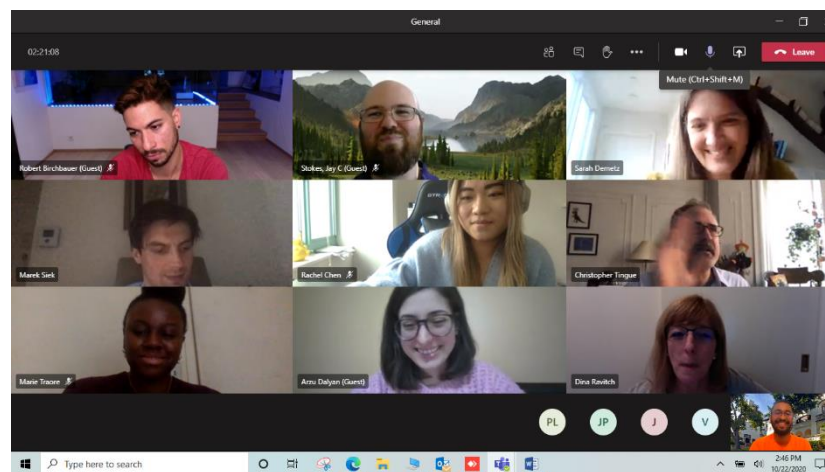 General
02:21:08
Leave
Mute (Ctrl+Shift+M)
Robert Birchbauer (Guest)
Stokes, Jay C (Guest)
Sarah Demetz
Marek Siek
Rachel Chen
Christopher Tingue
Marie Traore
Arzu Dalyan (Guest)
Dina Ravitch
PL JP J V
Type here to search
2:46 PM
10/22/2020